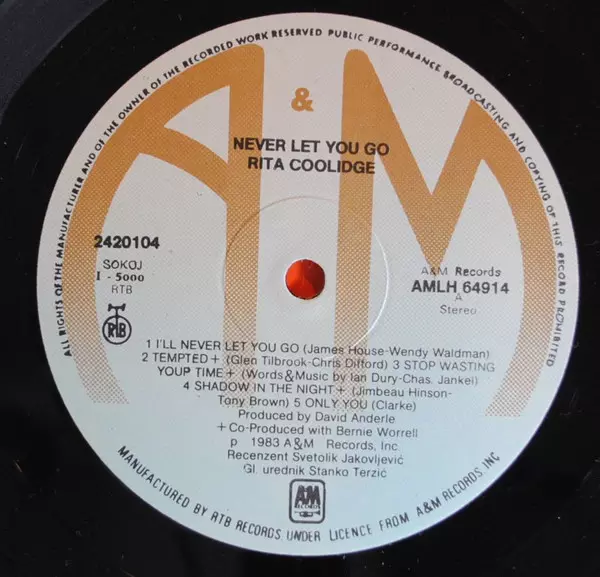 ALL RIGHTS OF THE MANUFACTURER AND OF THE OWNER OF THE RECORDED WORK RESERVED PUBLIC PERFORMANCE, BROADCASTING AND COPYING OF THIS RECORD PROHIBITED
A & M
NEVER LET YOU GO
RITA COOLIDGE
2420104
SOKOJ
I - 5000
RTB
RTB
A&M Records
AMLH 64914
A
Stereo
1 I'LL NEVER LET YOU GO (James House-Wendy Waldman)
2 TEMPTED + (Glen Tilbrook-Chris Difford) 3 STOP WASTING
YOUP TIME + (Words & Music by Ian Dury-Chas. Jankel)
4 SHADOW IN THE NIGHT + (Jimbeau Hinson-
Tony Brown) 5 ONLY YOU (Clarke)
Produced by David Anderle
+ Co-Produced with Bernie Worrell
p 1983 A&M Records, Inc.
Recenzent Svetolik Jakovljević
Gl. urednik Stanko Terzić
A&M
RECORDS
MANUFACTURED BY RTB RECORDS UNDER LICENCE FROM A&M RECORDS, INC